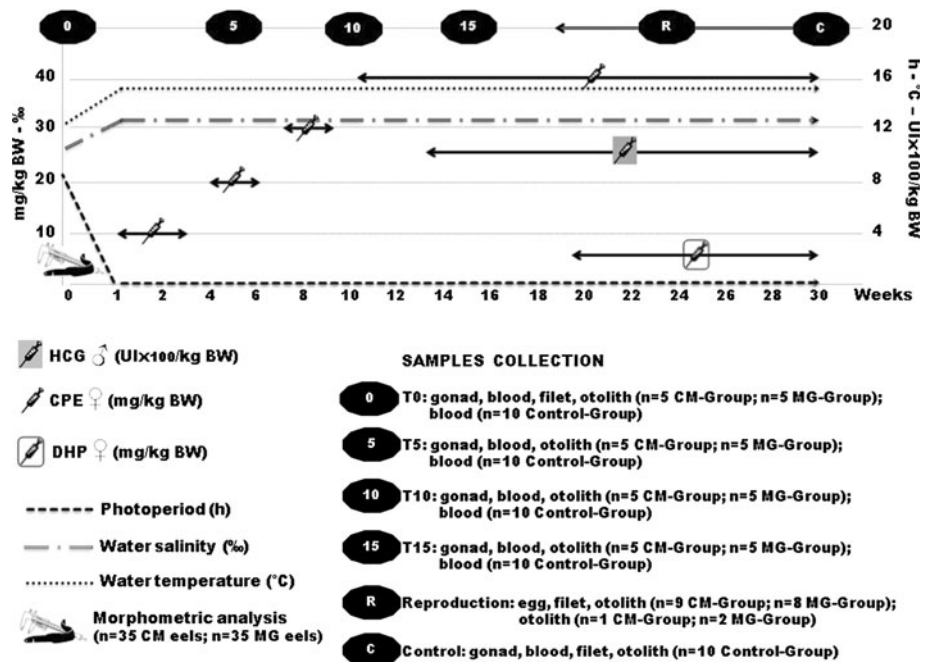 0 5 10 15 R C
20
40 16
30 12
20 8
10 4
mg/kg BW - ‰
h - °C – UIx100/kg BW
0 1 2 4 6 8 10 12 14 16 18 20 22 24 26 28 30 Weeks
HCG ♂ (UIx100/kg BW)
CPE ♀ (mg/kg BW)
DHP ♀ (mg/kg BW)
Photoperiod (h)
Water salinity (‰)
Water temperature (°C)
Morphometric analysis
(n=35 CM eels; n=35 MG eels)
SAMPLES COLLECTION
0 T0: gonad, blood, filet, otolith (n=5 CM-Group; n=5 MG-Group);
blood (n=10 Control-Group)
5 T5: gonad, blood, otolith (n=5 CM-Group; n=5 MG-Group);
blood (n=10 Control-Group)
10 T10: gonad, blood, otolith (n=5 CM-Group; n=5 MG-Group);
blood (n=10 Control-Group)
15 T15: gonad, blood, otolith (n=5 CM-Group; n=5 MG-Group);
blood (n=10 Control-Group)
R Reproduction: egg, filet, otolith (n=9 CM-Group; n=8 MG-Group);
otolith (n=1 CM-Group; n=2 MG-Group)
C Control: gonad, blood, filet, otolith (n=10 Control-Group)